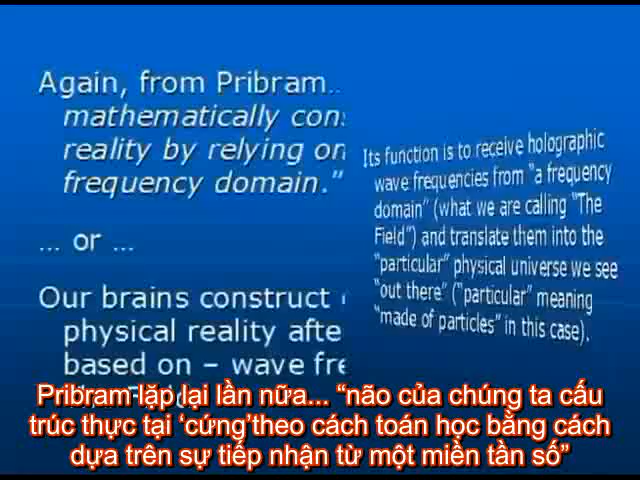 Again, from Pribram...
mathematically con
reality by relying on
frequency domain.”
... or ...
Our brains construct
physical reality afte
based on – wave fre
Its function is to receive holographic
wave frequencies from “a frequency
domain” (what we are calling “The
Field”) and translate them into the
“particular” physical universe we see
“out there” (“particular” meaning
“made of particles” in this case).
Pribram lặp lại lần nữa... “não của chúng ta cấu
trúc thực tại ‘cứng’theo cách toán học bằng cách
dựa trên sự tiếp nhận từ một miền tần số”